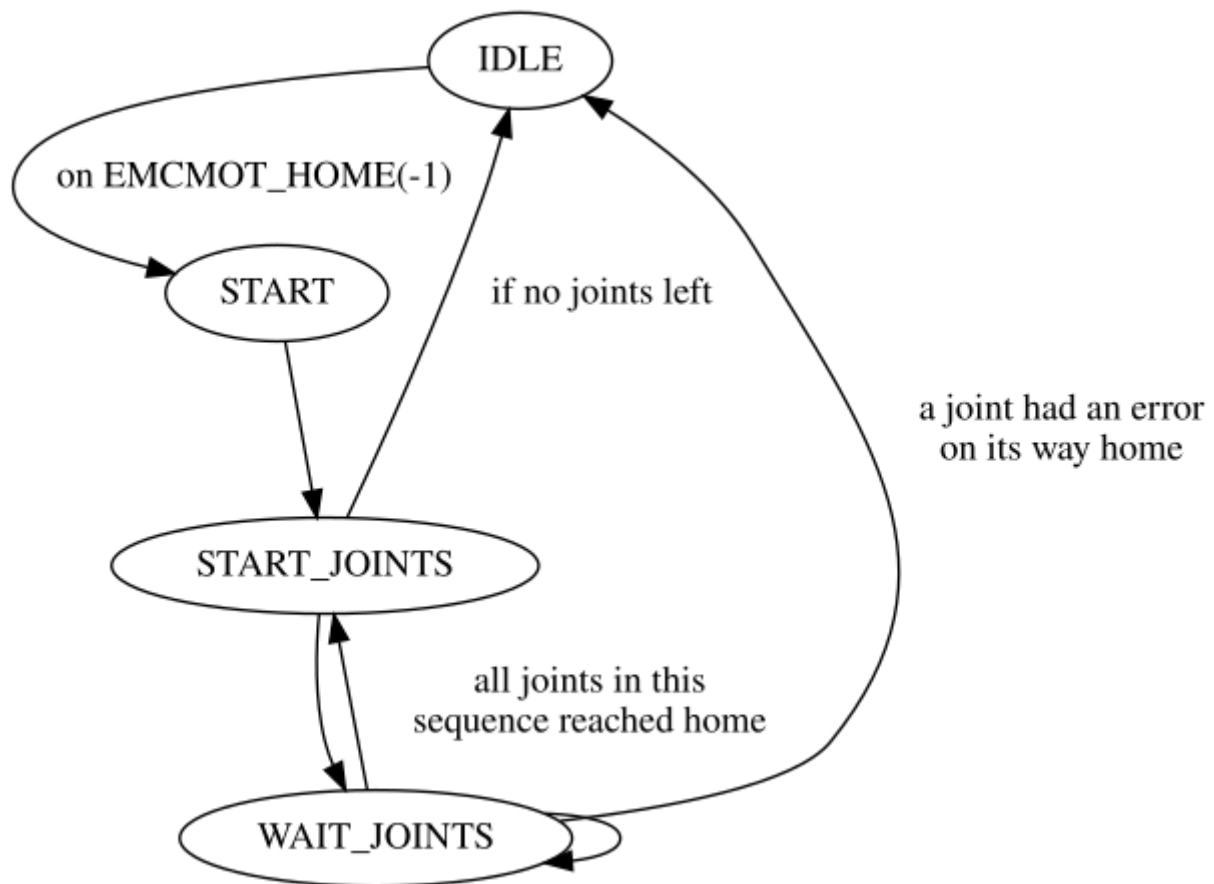 IDLE
on EMCMOT_HOME(-1)
START
if no joints left
a joint had an error
on its way home
START_JOINTS
all joints in this
sequence reached home
WAIT_JOINTS